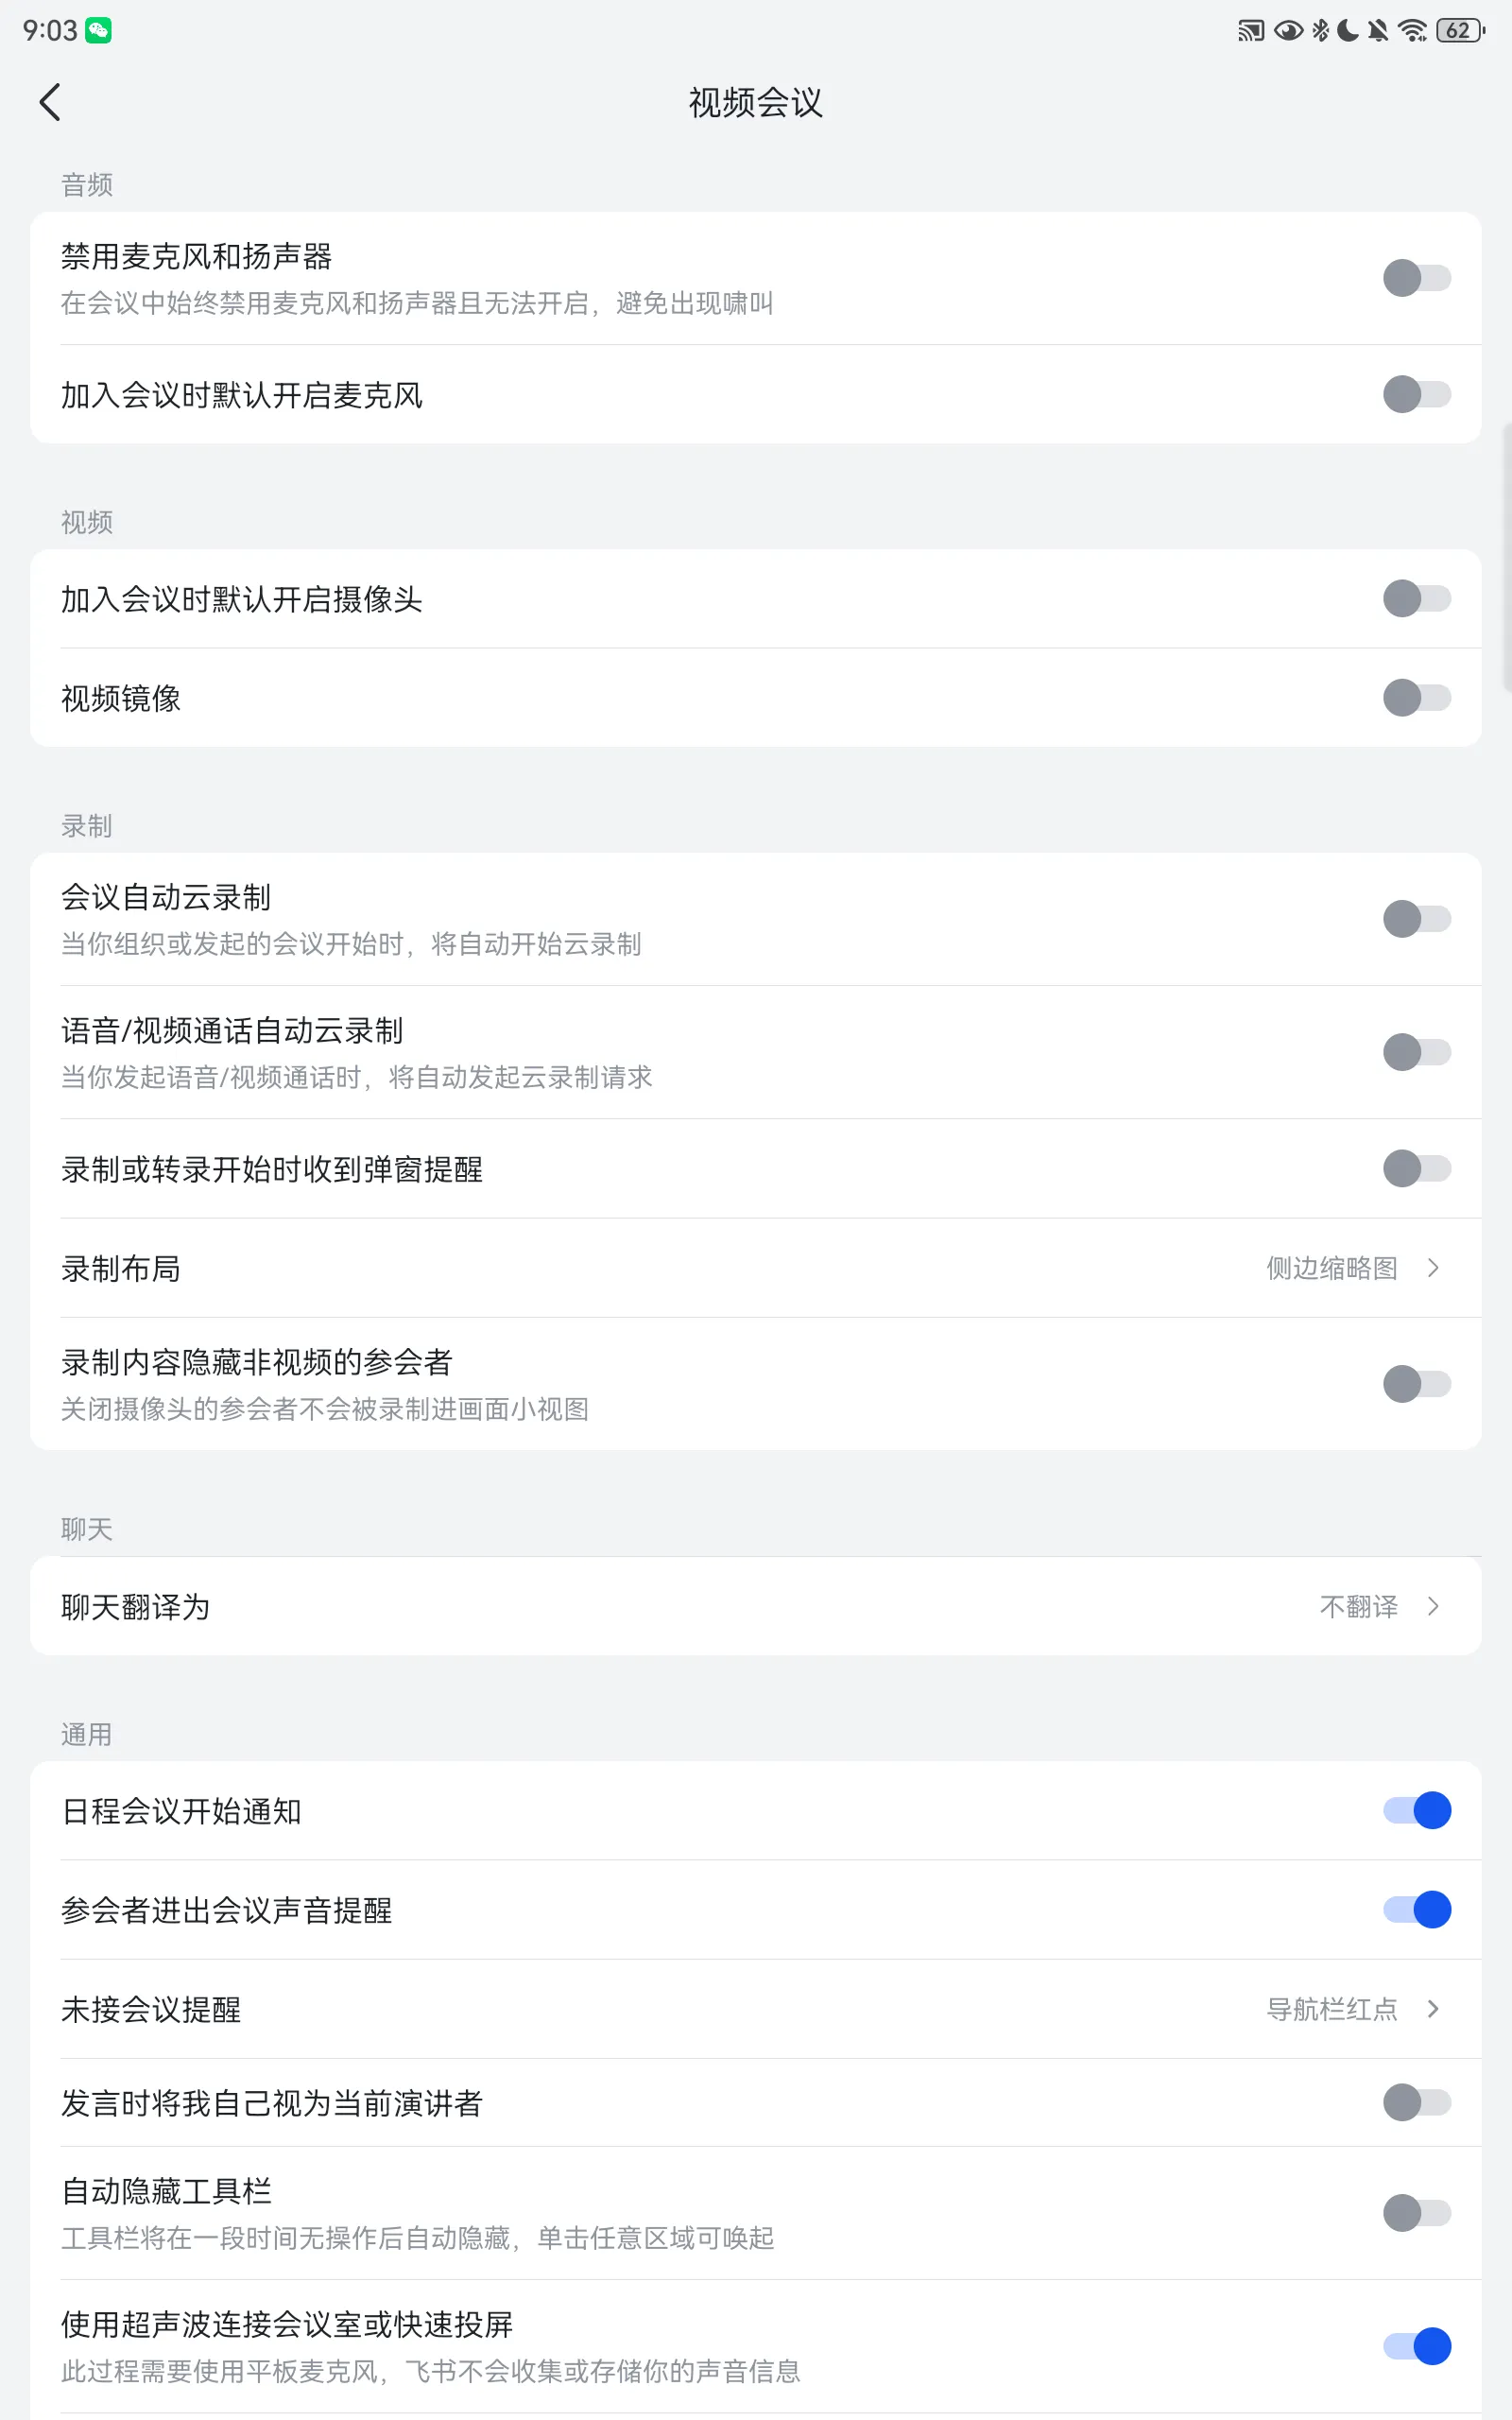 9:03
62
视频会议
音频
禁用麦克风和扬声器
在会议中始终禁用麦克风和扬声器且无法开启，避免出现啸叫
加入会议时默认开启麦克风
视频
加入会议时默认开启摄像头
视频镜像
录制
会议自动云录制
当你组织或发起的会议开始时，将自动开始云录制
语音/视频通话自动云录制
当你发起语音/视频通话时，将自动发起云录制请求
录制或转录开始时收到弹窗提醒
录制布局
侧边缩略图
录制内容隐藏非视频的参会者
关闭摄像头的参会者不会被录制进画面小视图
聊天
聊天翻译为
不翻译
通用
日程会议开始通知
参会者进出会议声音提醒
未接会议提醒
导航栏红点
发言时将我自己视为当前演讲者
自动隐藏工具栏
工具栏将在一段时间无操作后自动隐藏，单击任意区域可唤起
使用超声波连接会议室或快速投屏
此过程需要使用平板麦克风，飞书不会收集或存储你的声音信息